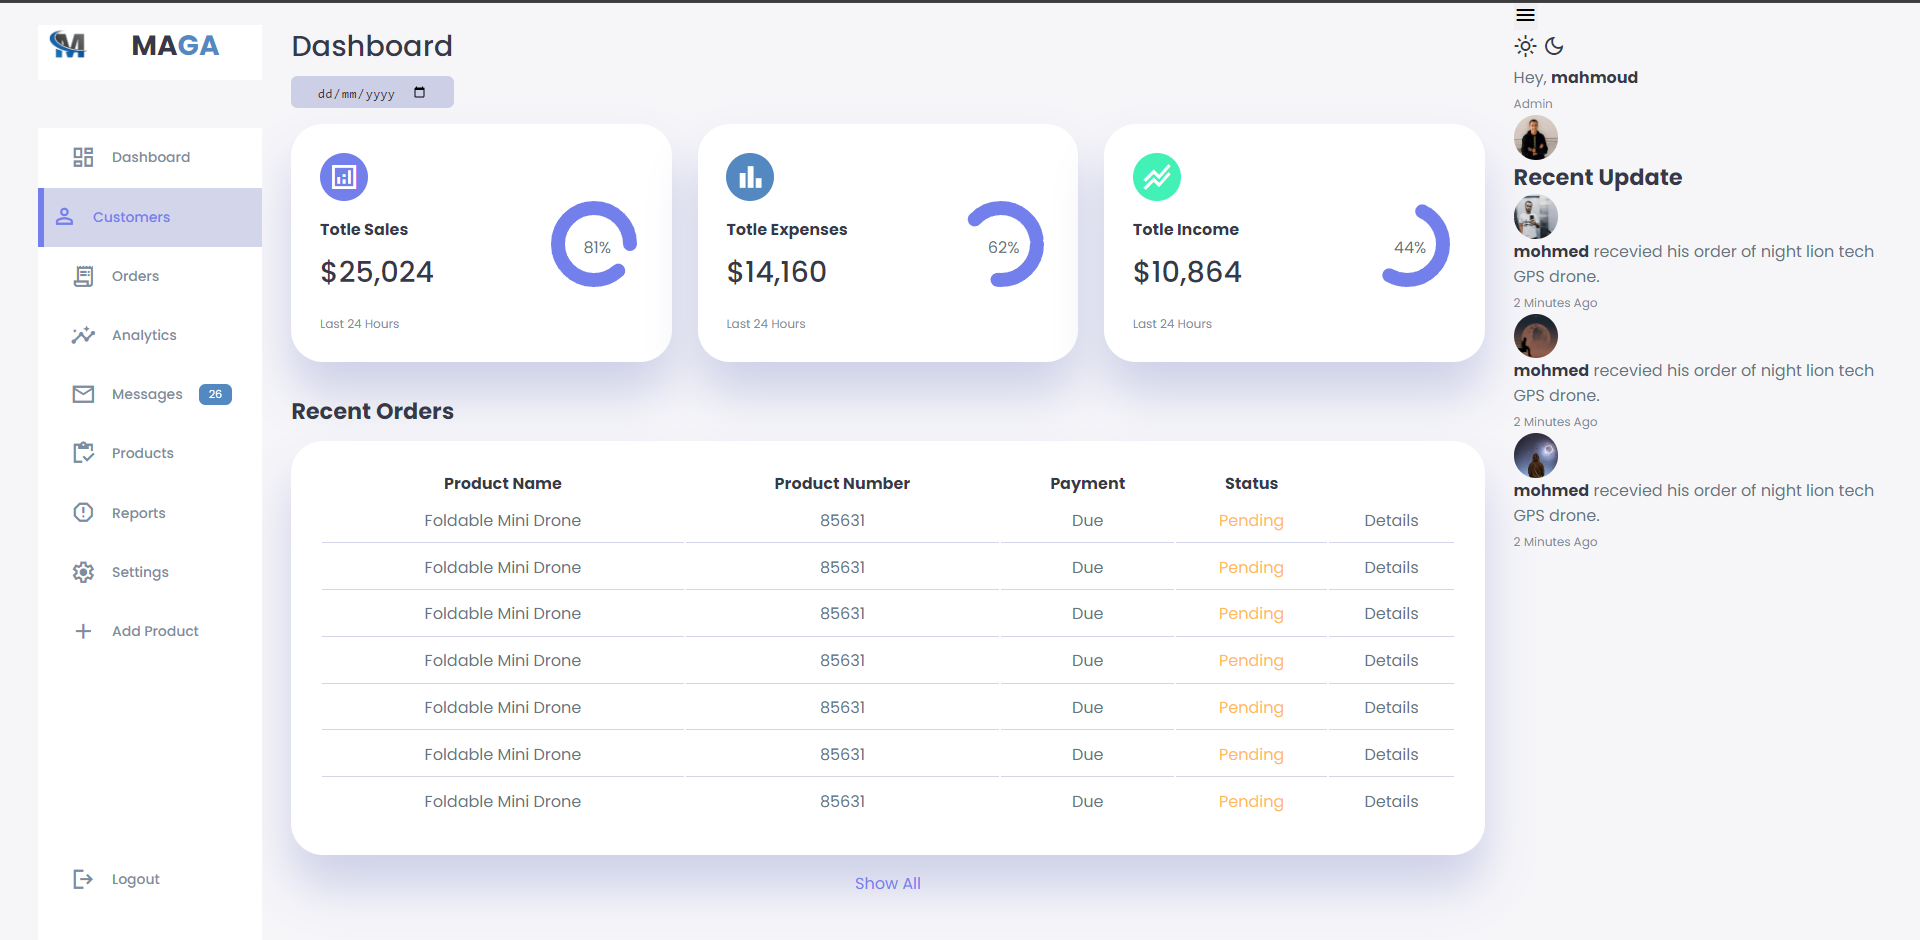 MAGA
Dashboard
Customers
Orders
Analytics
Messages 26
Products
Reports
Settings
Add Product
Logout
Dashboard
dd/mm/yyyy
Totle Sales
$25,024
81%
Last 24 Hours
Totle Expenses
$14,160
62%
Last 24 Hours
Totle Income
$10,864
44%
Last 24 Hours
Recent Orders
Product Name Product Number Payment Status
Foldable Mini Drone 85631 Due Pending Details
Foldable Mini Drone 85631 Due Pending Details
Foldable Mini Drone 85631 Due Pending Details
Foldable Mini Drone 85631 Due Pending Details
Foldable Mini Drone 85631 Due Pending Details
Foldable Mini Drone 85631 Due Pending Details
Foldable Mini Drone 85631 Due Pending Details
Show All
Hey, mahmoud
Admin
Recent Update
mohmed recevied his order of night lion tech
GPS drone.
2 Minutes Ago
mohmed recevied his order of night lion tech
GPS drone.
2 Minutes Ago
mohmed recevied his order of night lion tech
GPS drone.
2 Minutes Ago